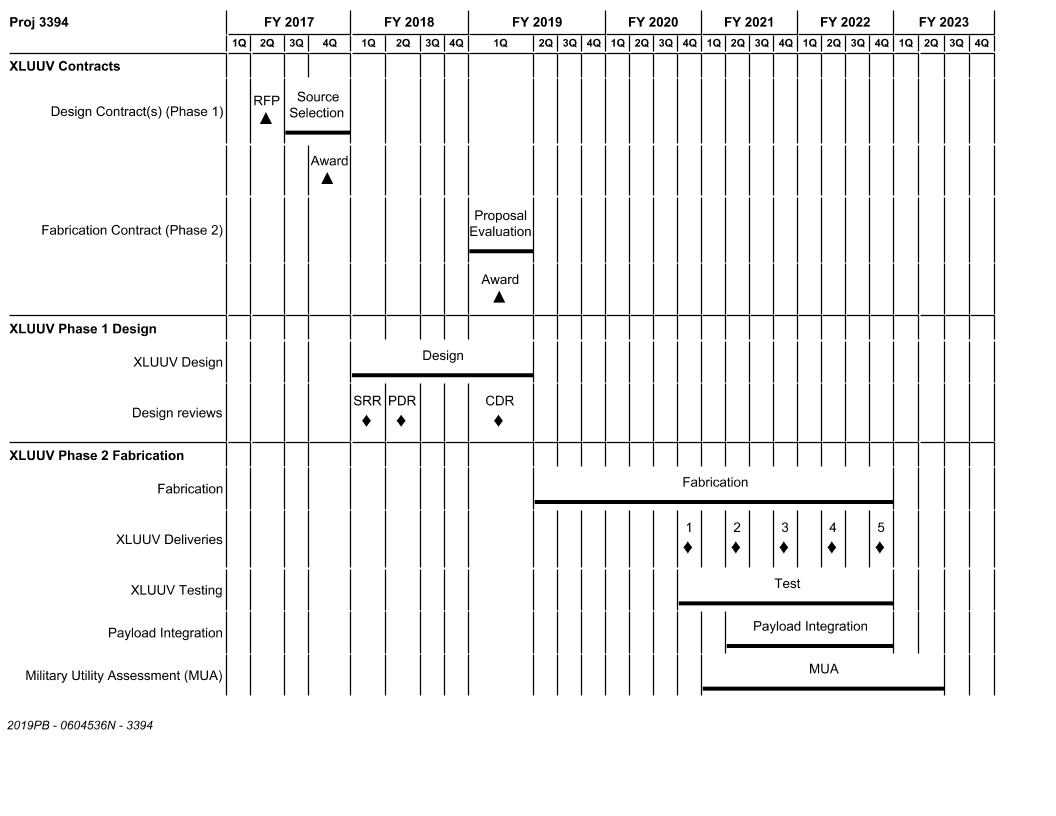 Proj 3394 FY 2017 FY 2018 FY 2019 FY 2020 FY 2021 FY 2022 FY 2023
1Q 2Q 3Q 4Q 1Q 2Q 3Q 4Q 1Q 2Q 3Q 4Q 1Q 2Q 3Q 4Q 1Q 2Q 3Q 4Q 1Q 2Q 3Q 4Q 1Q 2Q 3Q 4Q
XLUUV Contracts
Design Contract(s) (Phase 1)
RFP
Source
Selection
Award
Fabrication Contract (Phase 2)
Proposal
Evaluation
Award
XLUUV Phase 1 Design
XLUUV Design
Design
Design reviews
SRR PDR CDR
XLUUV Phase 2 Fabrication
Fabrication
Fabrication
XLUUV Deliveries
1 2 3 4 5
XLUUV Testing
Test
Payload Integration
Payload Integration
Military Utility Assessment (MUA)
MUA
2019PB - 0604536N - 3394